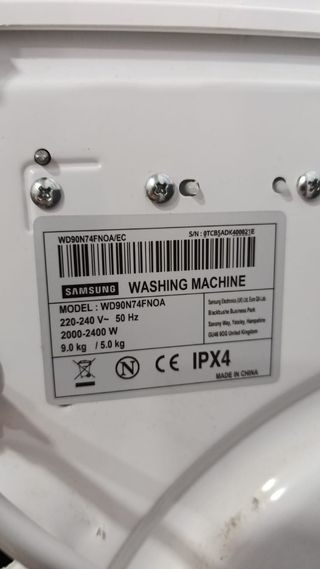 WD90N74FNOA/EC
S/N : 0TCB5ADK400021E
SAMSUNG WASHING MACHINE
MODEL : WD90N74FNOA
220-240 V~ 50 Hz
2000-2400 W
9.0 kg / 5.0 kg
Samsung Electronics (UK) Ltd, Euro QA Lab.
Blackbushe Business Park
Saxony Way, Yateley, Hampshire
GU46 6GG United Kingdom
N CE IPX4
MADE IN CHINA